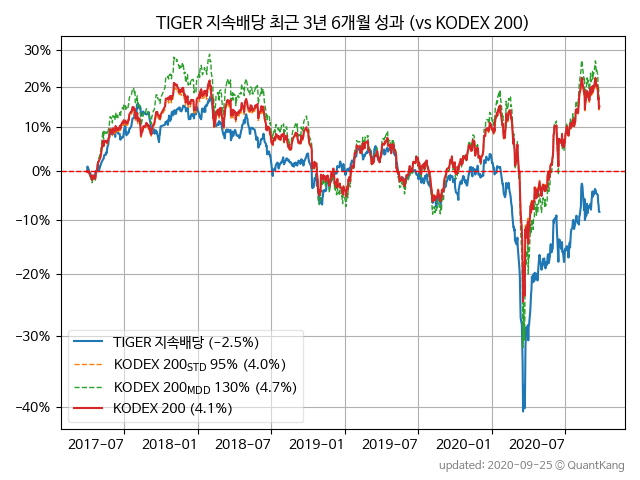 TIGER 지속배당 최근 3년 6개월 성과 (vs KODEX 200)
30%
20%
10%
0%
−10%
−20%
−30%
−40%
TIGER 지속배당 (−2.5%)
KODEX 200STD 95% (4.0%)
KODEX 200MDD 130% (4.7%)
KODEX 200 (4.1%)
2017-07 2018-01 2018-07 2019-01 2019-07 2020-01 2020-07
updated: 2020-09-25 © QuantKang